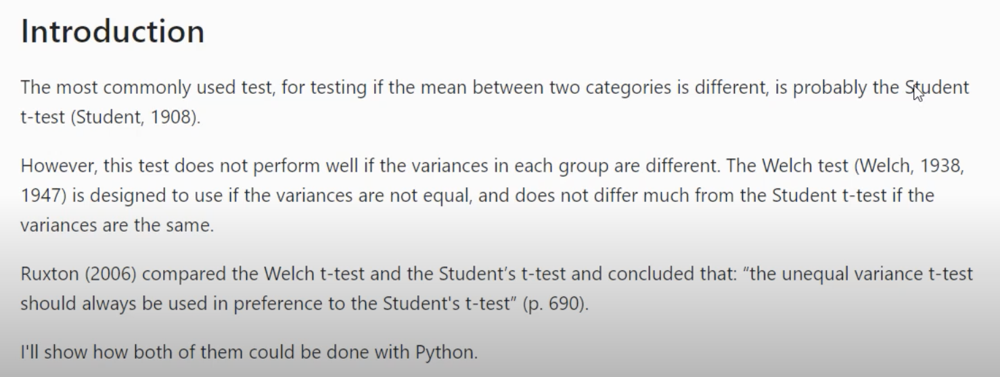 Introduction
The most commonly used test, for testing if the mean between two categories is different, is probably the Student
t-test (Student, 1908).
However, this test does not perform well if the variances in each group are different. The Welch test (Welch, 1938,
1947) is designed to use if the variances are not equal, and does not differ much from the Student t-test if the
variances are the same.
Ruxton (2006) compared the Welch t-test and the Student’s t-test and concluded that: “the unequal variance t-test
should always be used in preference to the Student's t-test” (p. 690).
I'll show how both of them could be done with Python.